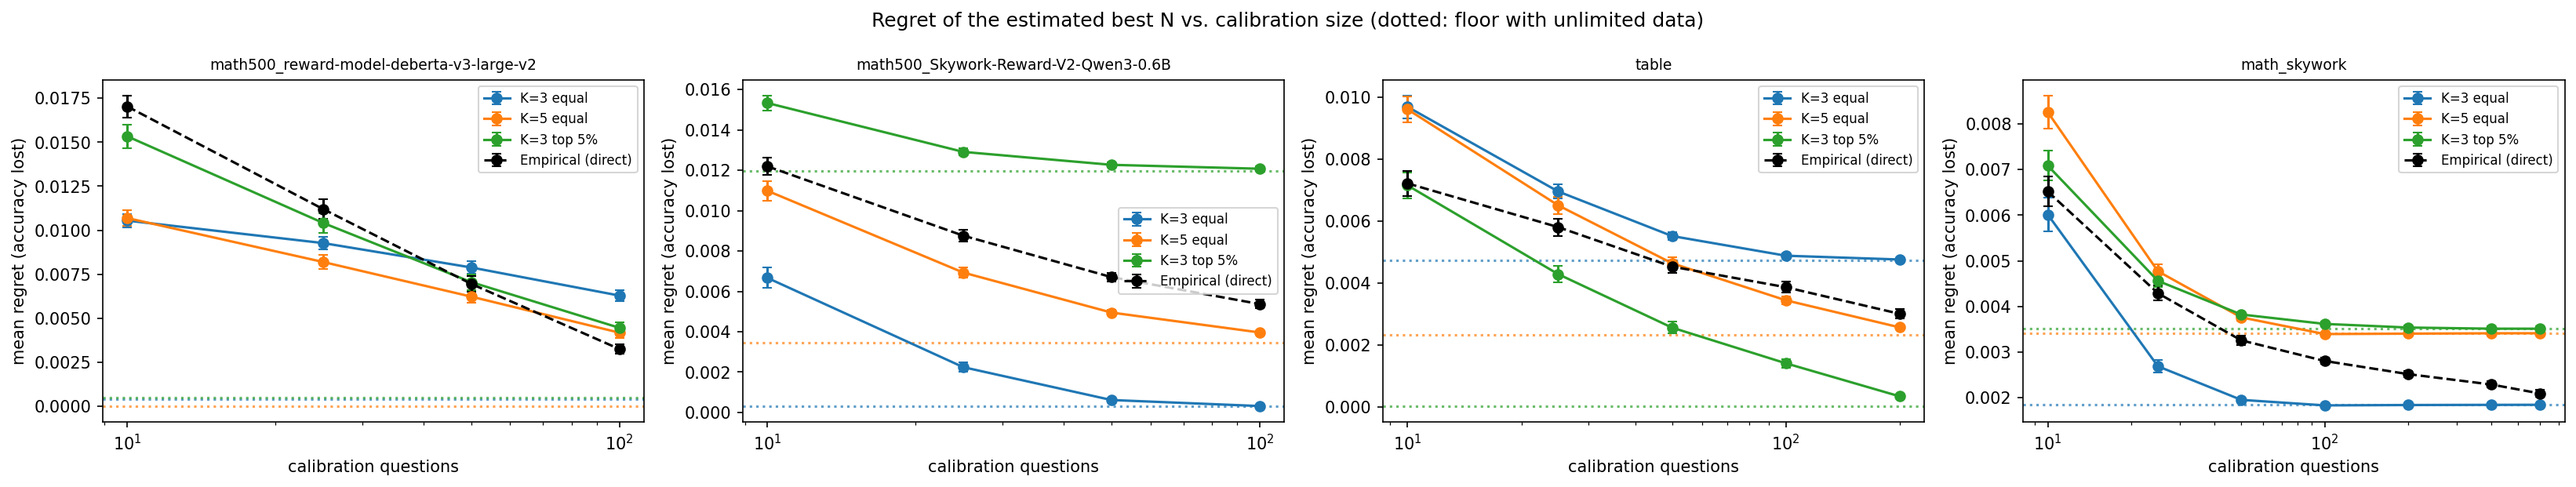 Regret of the estimated best N vs. calibration size (dotted: floor with unlimited data)
math500_reward-model-deberta-v3-large-v2
mean regret (accuracy lost)
0.0175
0.0150
0.0125
0.0100
0.0075
0.0050
0.0025
0.0000
K=3 equal
K=5 equal
K=3 top 5%
Empirical (direct)
10¹
10²
calibration questions
math500_Skywork-Reward-V2-Qwen3-0.6B
mean regret (accuracy lost)
0.016
0.014
0.012
0.010
0.008
0.006
0.004
0.002
0.000
K=3 equal
K=5 equal
K=3 top 5%
Empirical (direct)
10¹
10²
calibration questions
table
mean regret (accuracy lost)
0.010
0.008
0.006
0.004
0.002
0.000
K=3 equal
K=5 equal
K=3 top 5%
Empirical (direct)
10¹
10²
calibration questions
math_skywork
mean regret (accuracy lost)
0.008
0.007
0.006
0.005
0.004
0.003
0.002
K=3 equal
K=5 equal
K=3 top 5%
Empirical (direct)
10¹
10²
calibration questions